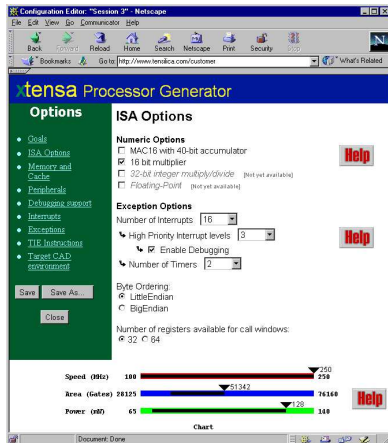 Configuration Editor: "Session 3" - Netscape
File Edit View Go Communicator Help
Back Forward Reload Home Search Netscape Print Security Stop
N
Bookmarks Go to: http://www.tensilica.com/customer What's Related
xtensa Processor Generator
Options
Goals
ISA Options
Memory and
Cache
Peripherals
Debugging support
Interrupts
Exceptions
TIE Instructions
Target CAD
environment
Save Save As...
Close
ISA Options
Numeric Options
MAC16 with 40-bit accumulator
16 bit multiplier
32-bit integer multiply/divide [Not yet available]
Floating-Point [Not yet available]
Help
Exception Options
Number of Interrupts 16
High Priority Interrupt levels 3
Enable Debugging
Number of Timers 2
Help
Byte Ordering:
LittleEndian
BigEndian
Number of registers available for call windows:
32 64
250
Speed (MHz) 100 250
51342
Area (Gates) 28125 76160
128
Power (mW) 65 140
Help
Chart
Document: Done